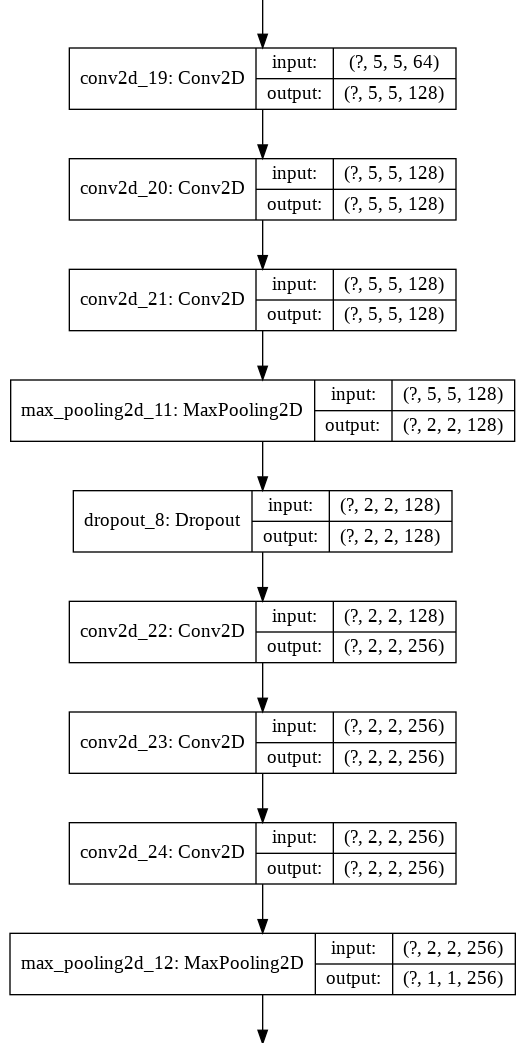 conv2d_19: Conv2D
input: (?, 5, 5, 64)
output: (?, 5, 5, 128)
conv2d_20: Conv2D
input: (?, 5, 5, 128)
output: (?, 5, 5, 128)
conv2d_21: Conv2D
input: (?, 5, 5, 128)
output: (?, 5, 5, 128)
max_pooling2d_11: MaxPooling2D
input: (?, 5, 5, 128)
output: (?, 2, 2, 128)
dropout_8: Dropout
input: (?, 2, 2, 128)
output: (?, 2, 2, 128)
conv2d_22: Conv2D
input: (?, 2, 2, 128)
output: (?, 2, 2, 256)
conv2d_23: Conv2D
input: (?, 2, 2, 256)
output: (?, 2, 2, 256)
conv2d_24: Conv2D
input: (?, 2, 2, 256)
output: (?, 2, 2, 256)
max_pooling2d_12: MaxPooling2D
input: (?, 2, 2, 256)
output: (?, 1, 1, 256)